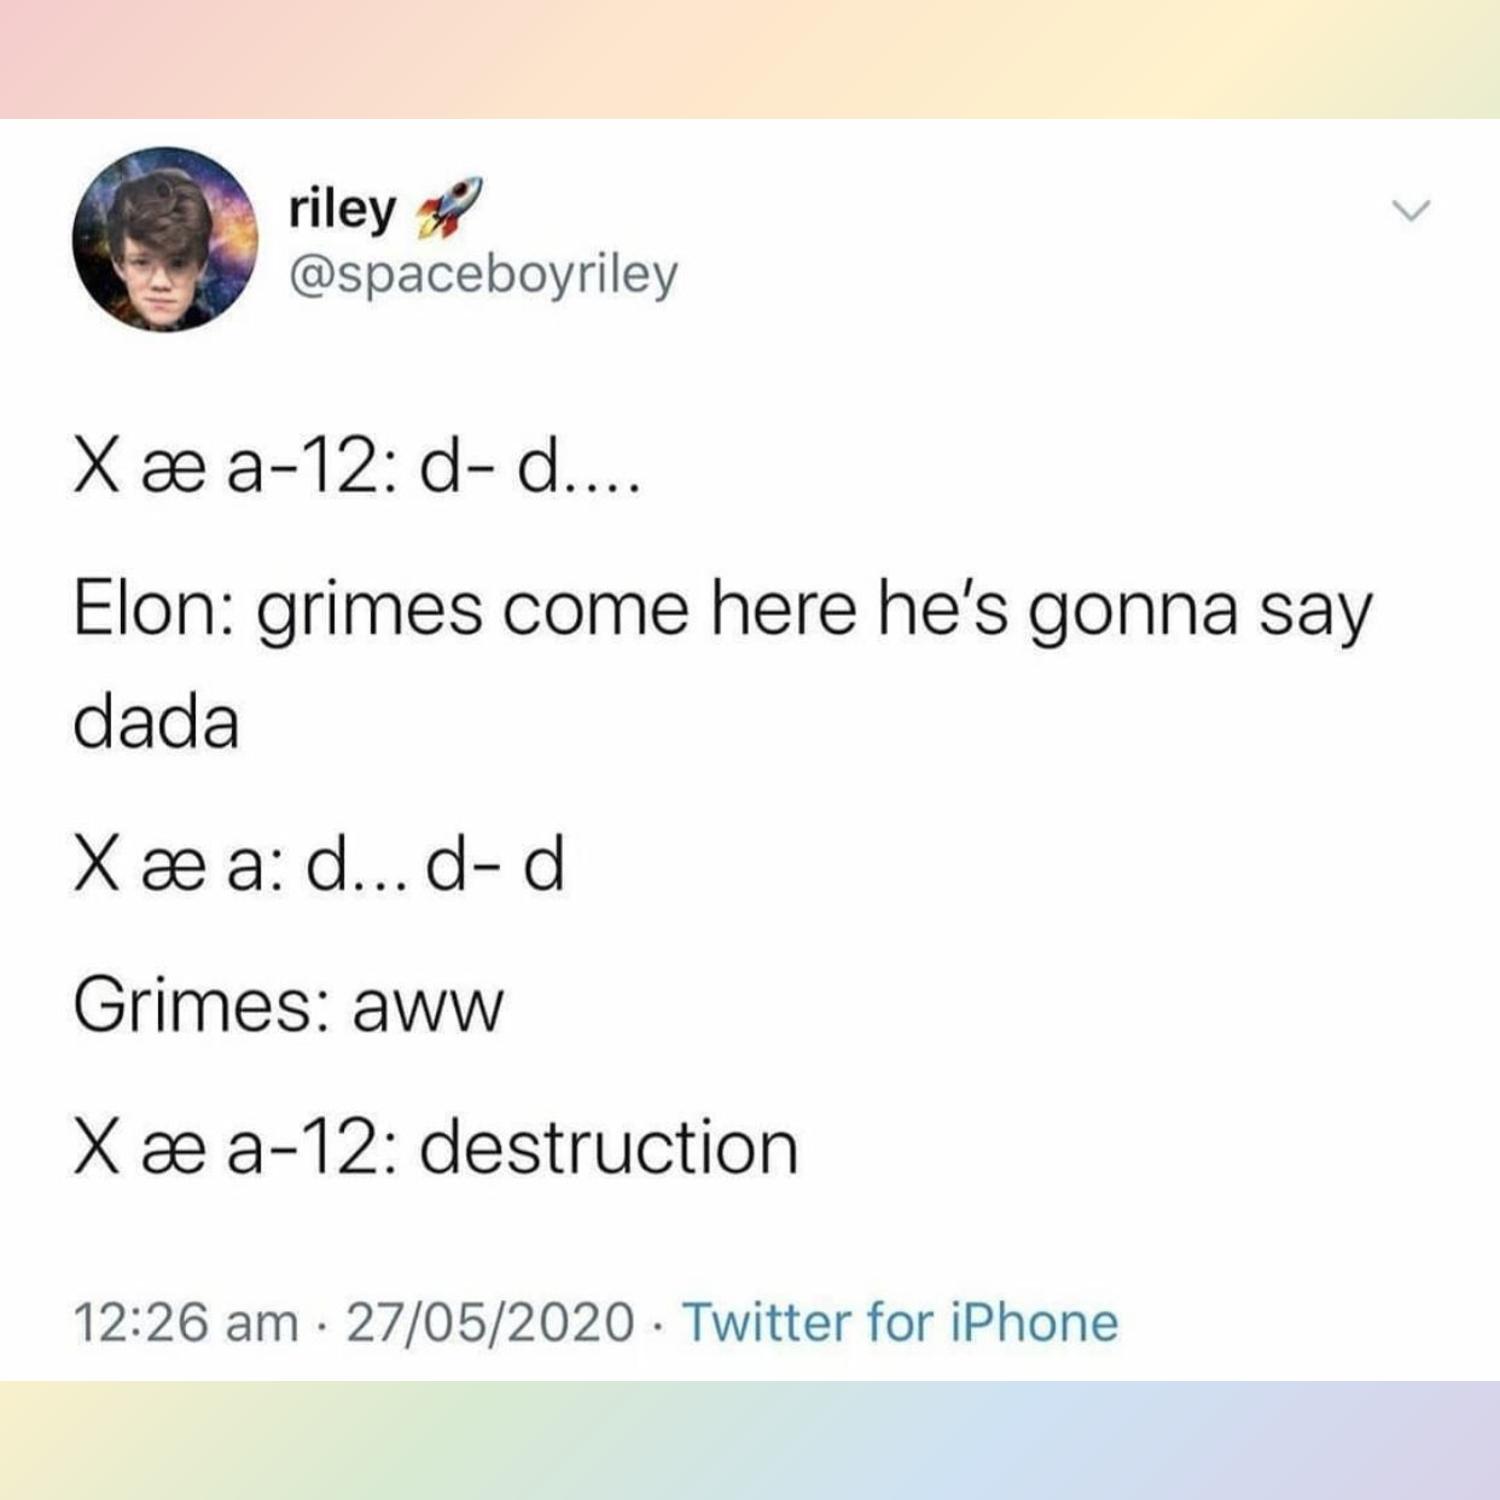 riley 🚀
@spaceboyriley
X æ a-12: d- d....
Elon: grimes come here he's gonna say
dada
X æ a: d... d- d
Grimes: aww
X æ a-12: destruction
12:26 am · 27/05/2020 · Twitter for iPhone